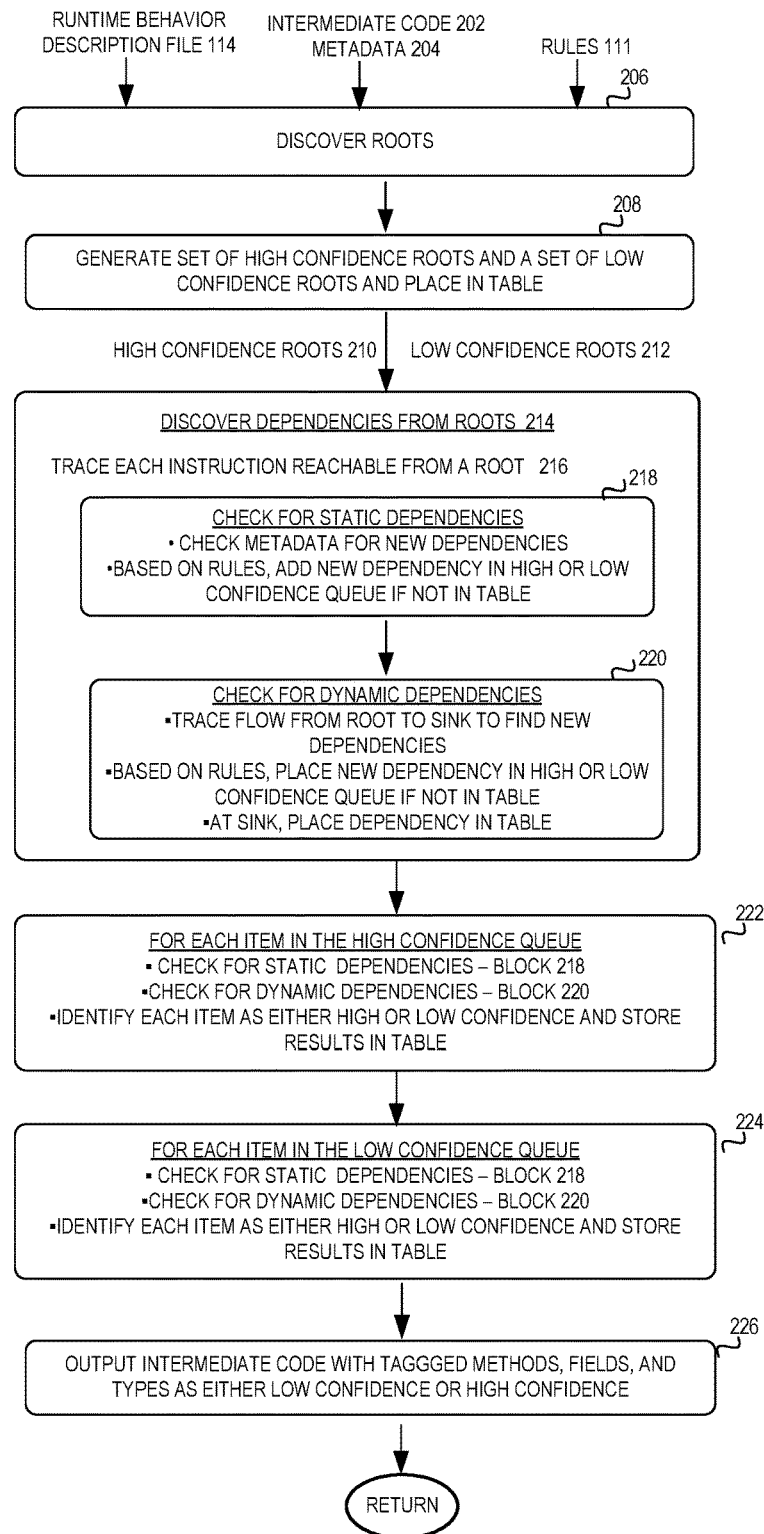 RUNTIME BEHAVIOR
DESCRIPTION FILE 114
INTERMEDIATE CODE 202
METADATA 204
RULES 111
206
DISCOVER ROOTS
208
GENERATE SET OF HIGH CONFIDENCE ROOTS AND A SET OF LOW
CONFIDENCE ROOTS AND PLACE IN TABLE
HIGH CONFIDENCE ROOTS 210
LOW CONFIDENCE ROOTS 212
DISCOVER DEPENDENCIES FROM ROOTS 214
TRACE EACH INSTRUCTION REACHABLE FROM A ROOT 216
218
CHECK FOR STATIC DEPENDENCIES
• CHECK METADATA FOR NEW DEPENDENCIES
•BASED ON RULES, ADD NEW DEPENDENCY IN HIGH OR LOW
CONFIDENCE QUEUE IF NOT IN TABLE
220
CHECK FOR DYNAMIC DEPENDENCIES
▪TRACE FLOW FROM ROOT TO SINK TO FIND NEW
DEPENDENCIES
▪BASED ON RULES, PLACE NEW DEPENDENCY IN HIGH OR LOW
CONFIDENCE QUEUE IF NOT IN TABLE
▪AT SINK, PLACE DEPENDENCY IN TABLE
222
FOR EACH ITEM IN THE HIGH CONFIDENCE QUEUE
▪ CHECK FOR STATIC DEPENDENCIES – BLOCK 218
▪CHECK FOR DYNAMIC DEPENDENCIES – BLOCK 220
▪IDENTIFY EACH ITEM AS EITHER HIGH OR LOW CONFIDENCE AND STORE
RESULTS IN TABLE
224
FOR EACH ITEM IN THE LOW CONFIDENCE QUEUE
▪ CHECK FOR STATIC DEPENDENCIES – BLOCK 218
▪CHECK FOR DYNAMIC DEPENDENCIES – BLOCK 220
▪IDENTIFY EACH ITEM AS EITHER HIGH OR LOW CONFIDENCE AND STORE
RESULTS IN TABLE
226
OUTPUT INTERMEDIATE CODE WITH TAGGGED METHODS, FIELDS, AND
TYPES AS EITHER LOW CONFIDENCE OR HIGH CONFIDENCE
RETURN